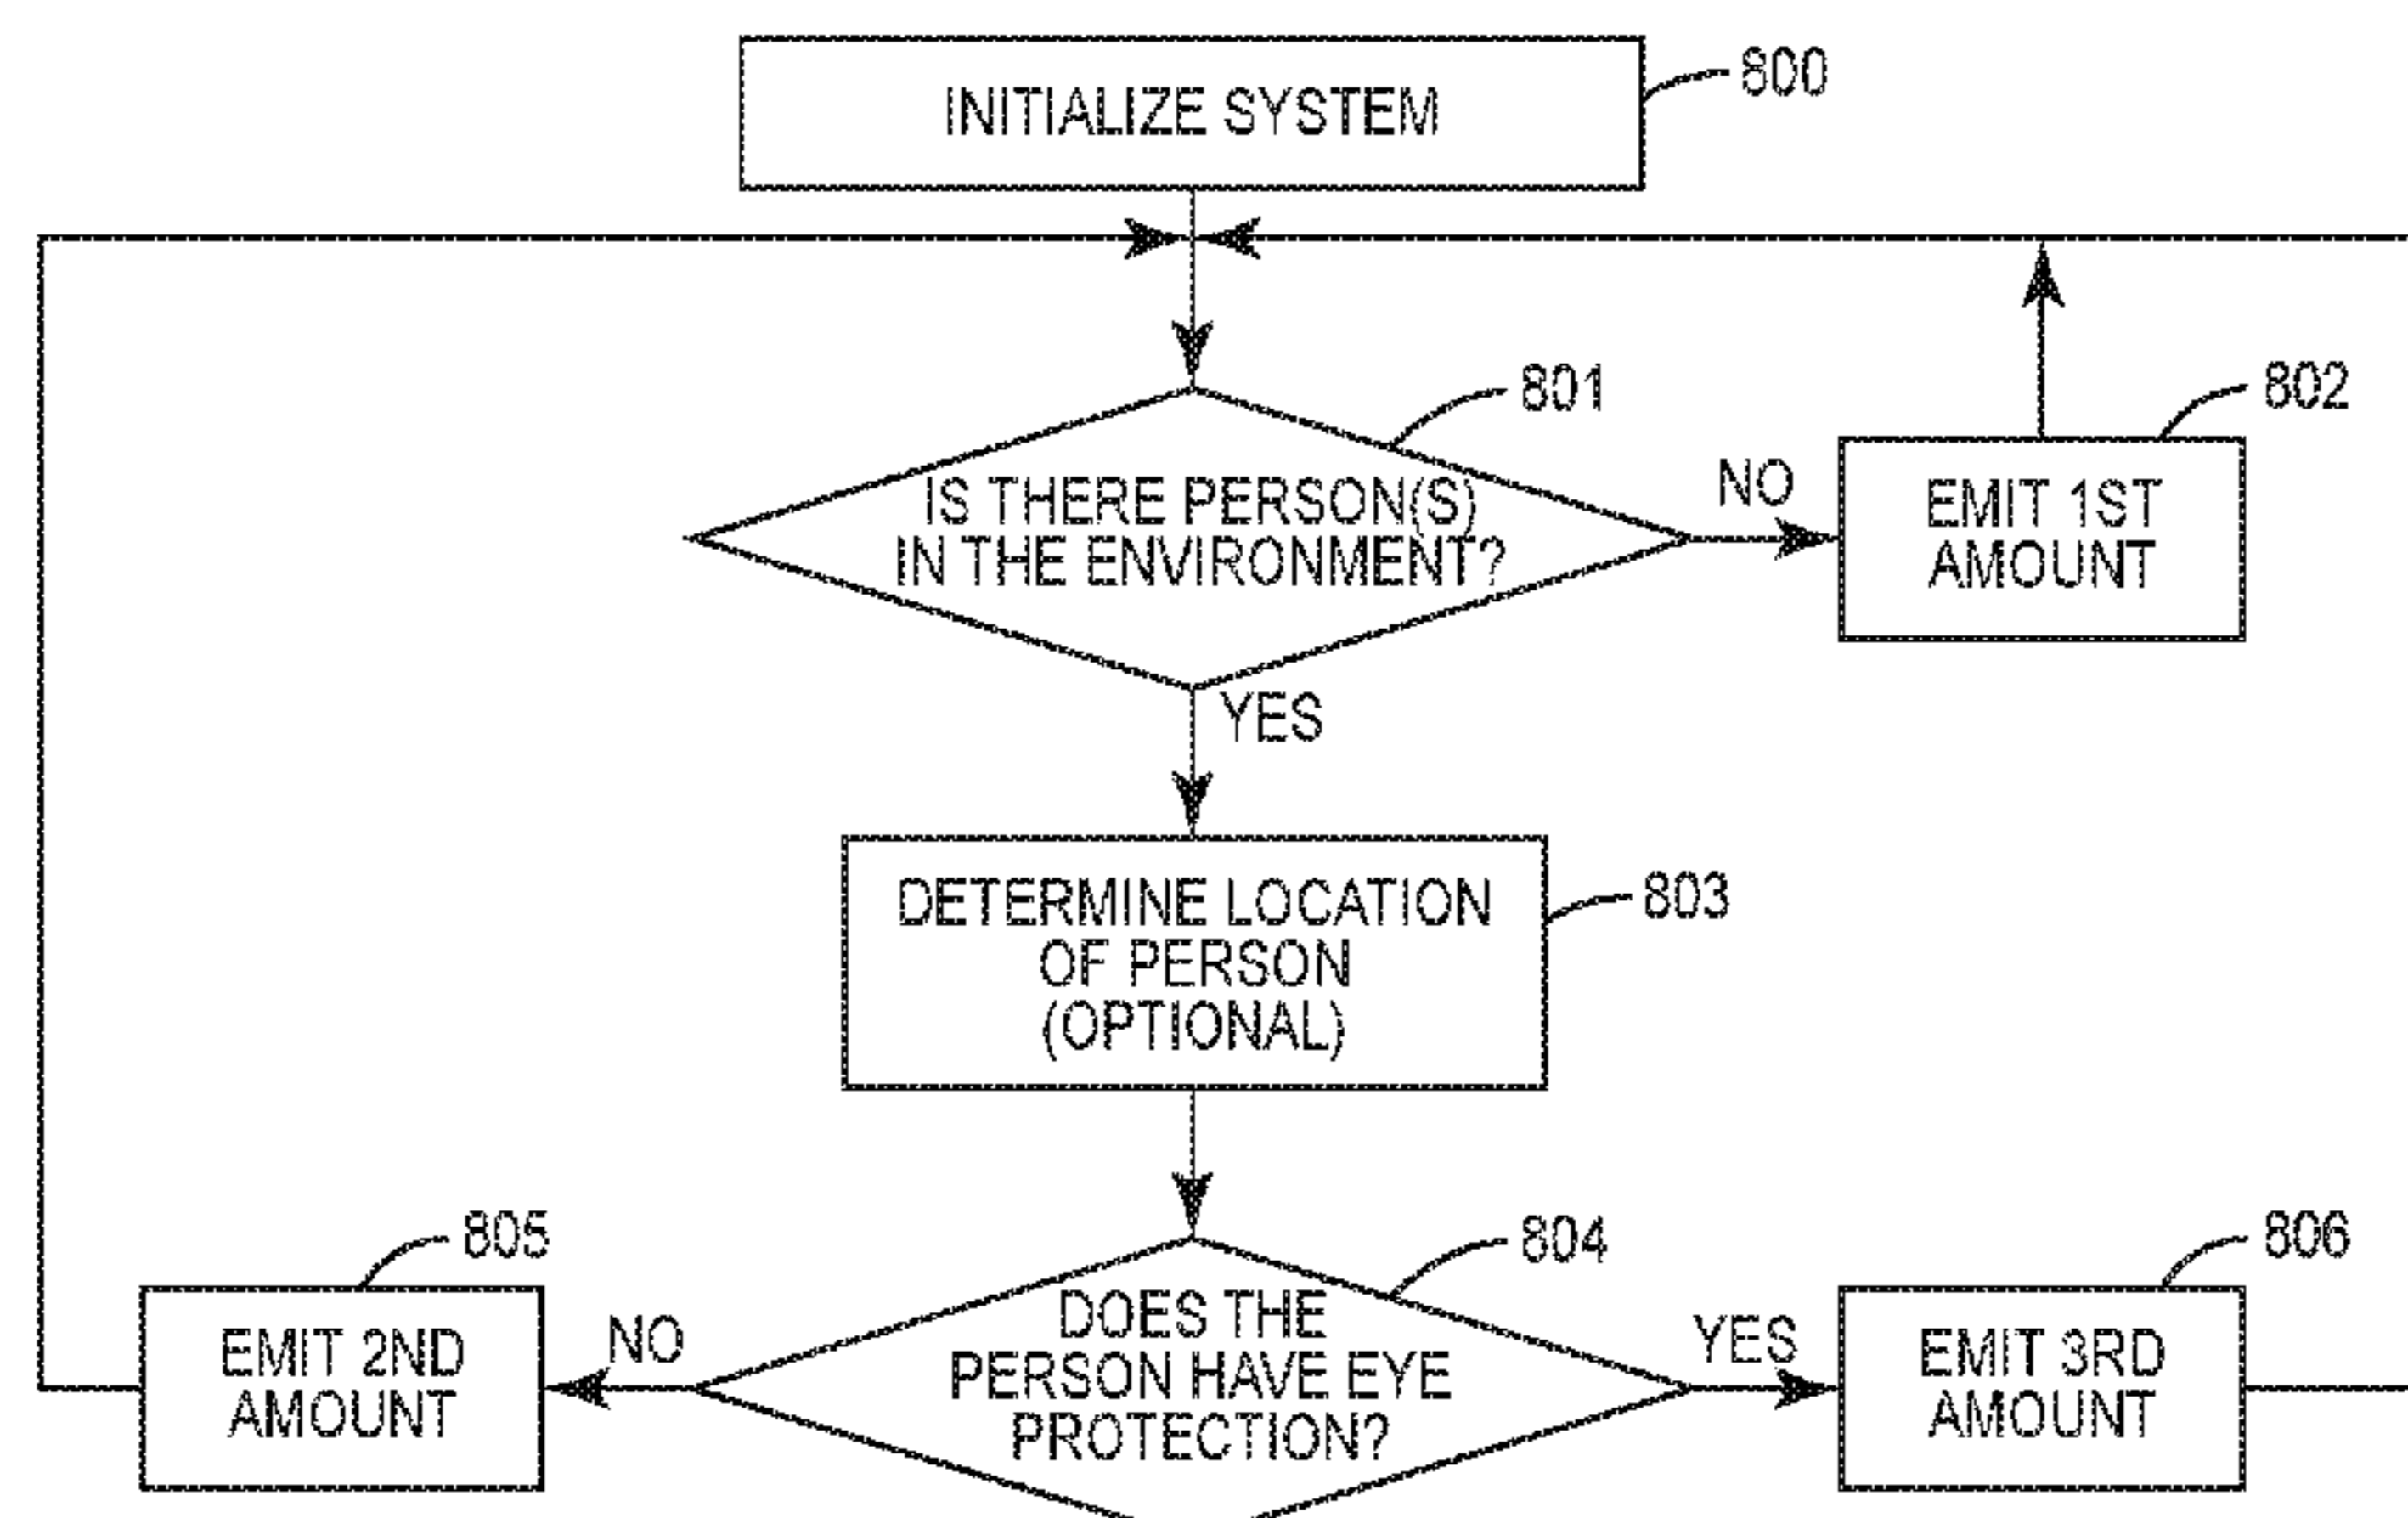 INITIALIZE SYSTEM
800
801
IS THERE PERSON(S)
IN THE ENVIRONMENT?
NO
802
EMIT 1ST
AMOUNT
YES
DETERMINE LOCATION
OF PERSON
(OPTIONAL)
803
805
EMIT 2ND
AMOUNT
NO
804
DOES THE
PERSON HAVE EYE
PROTECTION?
YES
806
EMIT 3RD
AMOUNT